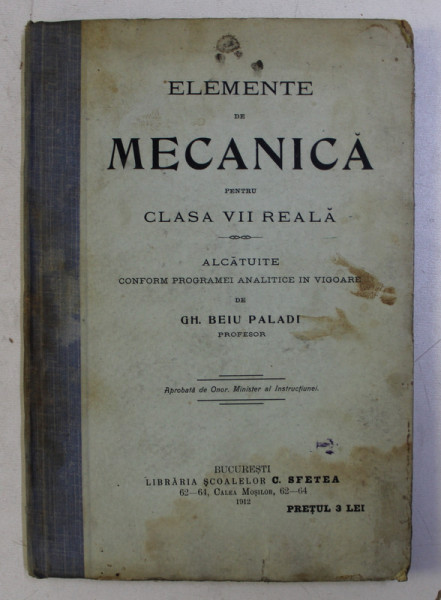 ELEMENTE
DE
MECANICĂ
PENTRU
CLASA VII REALĂ
ALCĂTUITE
CONFORM PROGRAMEI ANALITICE IN VIGOARE
DE
GH. BEIU PALADI
PROFESOR
Aprobată de Onor. Minister al Instrucțiunei.
BUCUREȘTI
LIBRĂRIA ȘCOALELOR C. SFETEA
62—64, CALEA MOȘILOR, 62—64
1912
PREȚUL 3 LEI